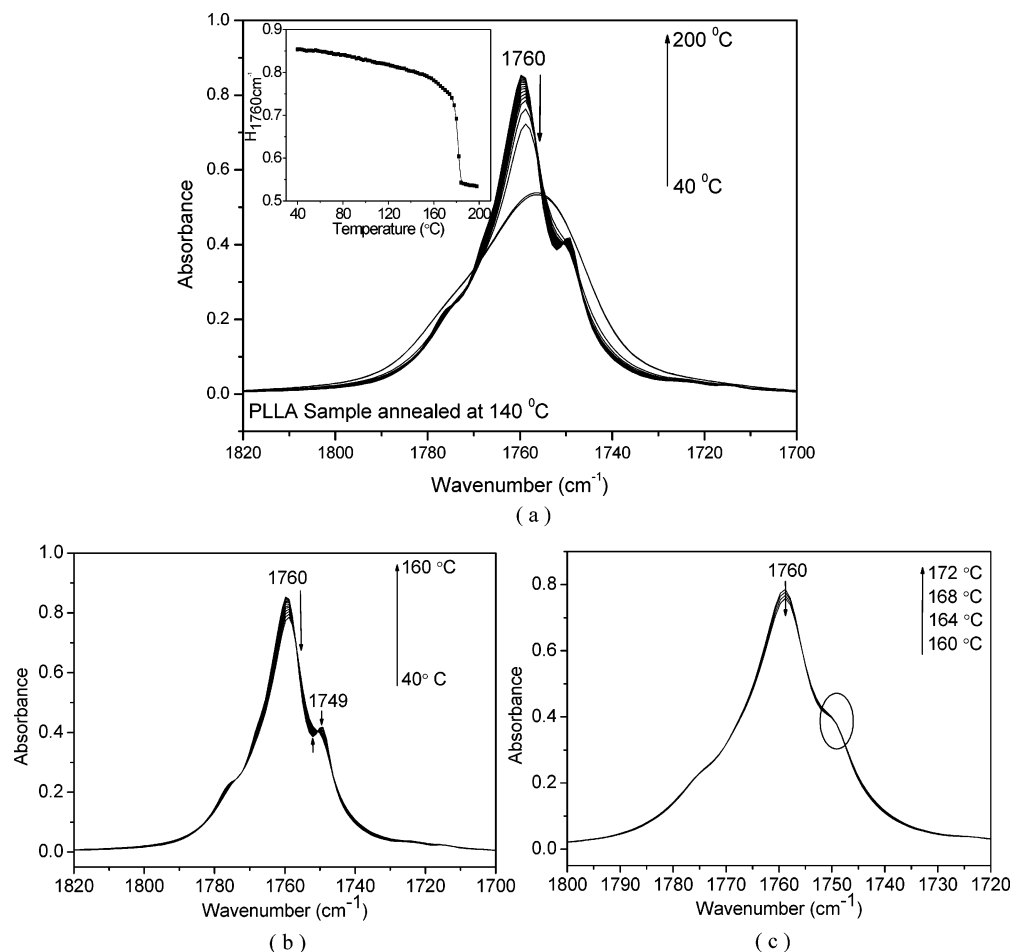 1.0
0.8
0.6
0.4
0.2
0.0
Absorbance
1820
1800
1780
1760
1740
1720
1700
Wavenumber (cm⁻¹)
0.9
0.8
0.7
0.6
0.5
H1760cm⁻¹
40
80
120
160
200
Temperature (°C)
1760
200 ⁰C
40 ⁰C
PLLA Sample annealed at 140 ⁰C
( a )
1.0
0.8
0.6
0.4
0.2
0.0
Absorbance
1760
1749
160 °C
40° C
1820
1800
1780
1760
1740
1720
1700
Wavenumber (cm⁻¹)
( b )
0.8
0.6
0.4
0.2
0.0
Absorbance
1760
172 °C
168 °C
164 °C
160 °C
1800
1790
1780
1770
1760
1750
1740
1730
1720
Wavenumber (cm⁻¹)
( c )